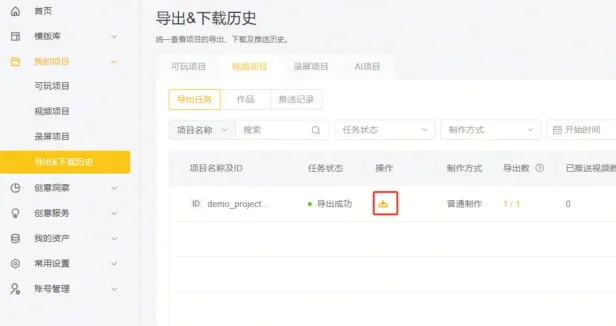 首页
模版库
我的项目
可玩项目
视频项目
录屏项目
导出&下载历史
创意洞察
创意服务
我的资产
常用设置
账号管理
导出&下载历史
统一查看项目的导出、下载及推送历史。
可玩项目 视频项目 录屏项目 AI项目
导出任务 作品 推送记录
项目名称 搜索 任务状态 制作方式 开始时间
项目名称及ID 任务状态 操作 制作方式 导出数 已推送视频数
ID demo_project... 导出成功 普通制作 1 / 1 0